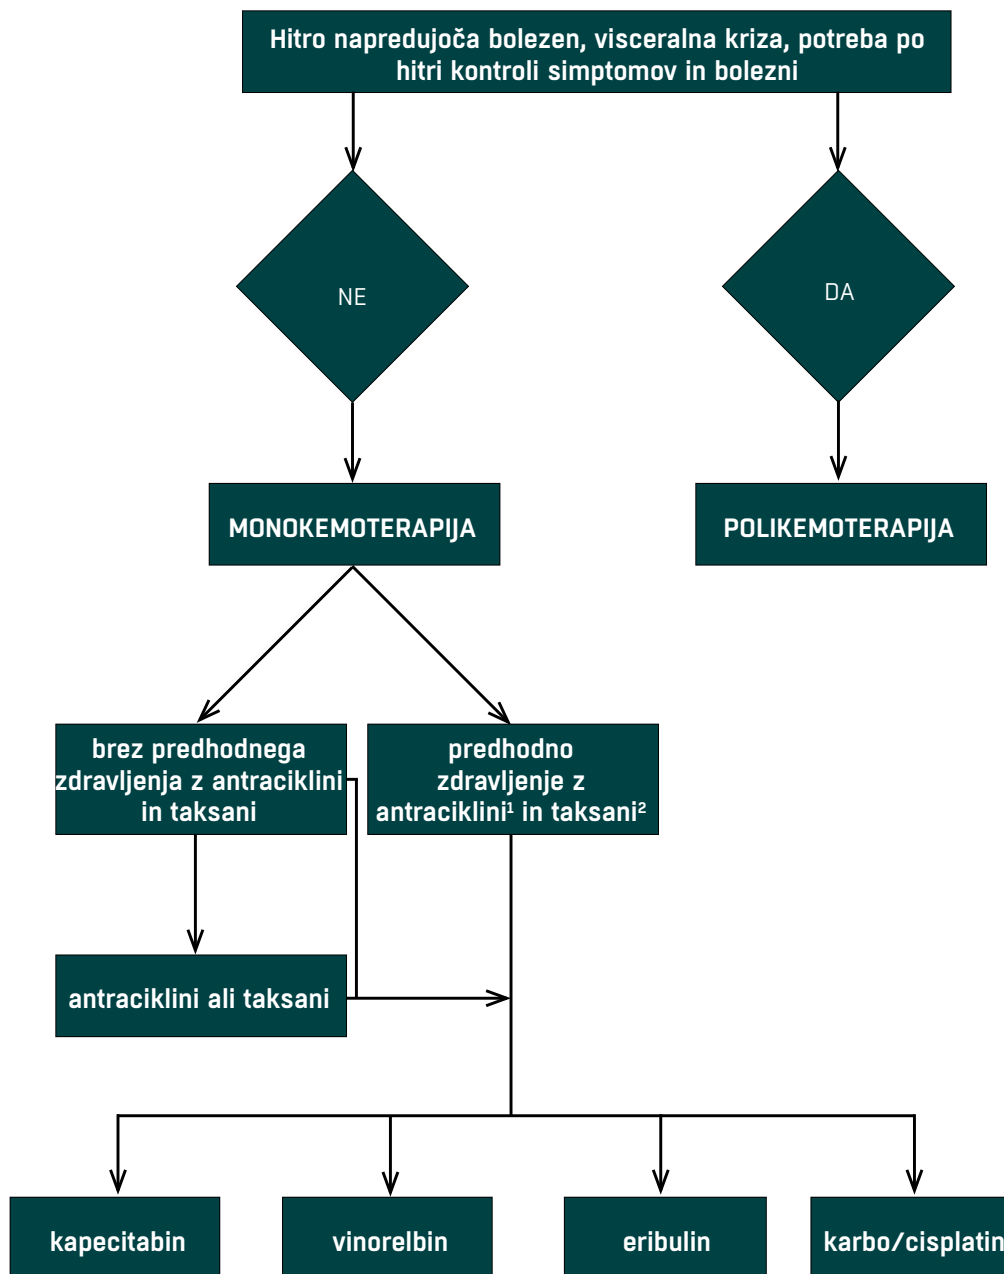 Hitro napredujoča bolezen, visceralna kriza, potreba po
hitri kontroli simptomov in bolezni
NE
DA
MONOKEMOTERAPIJA
POLIKEMOTERAPIJA
brez predhodnega
zdravljenja z antraciklini
in taksani
predhodno
zdravljenje z
antraciklini¹ in taksani²
antraciklini ali taksani
kapecitabin
vinorelbin
eribulin
karbo/cisplatin